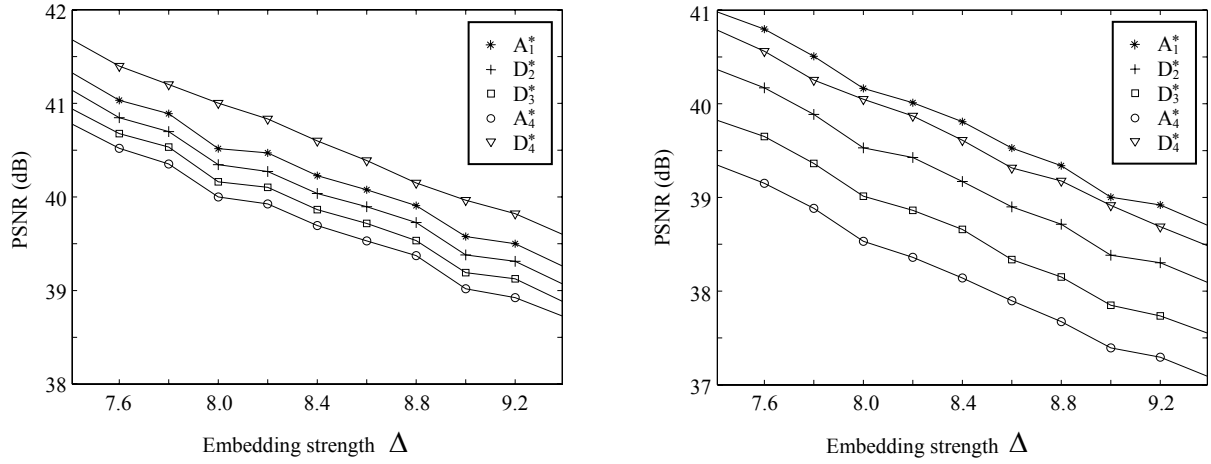 42
41
40
39
38
PSNR (dB)
7.6 8.0 8.4 8.8 9.2
Embedding strength Δ
A₁*
D₂*
D₃*
A₄*
D₄*
41
40
39
38
37
PSNR (dB)
7.6 8.0 8.4 8.8 9.2
Embedding strength Δ
A₁*
D₂*
D₃*
A₄*
D₄*